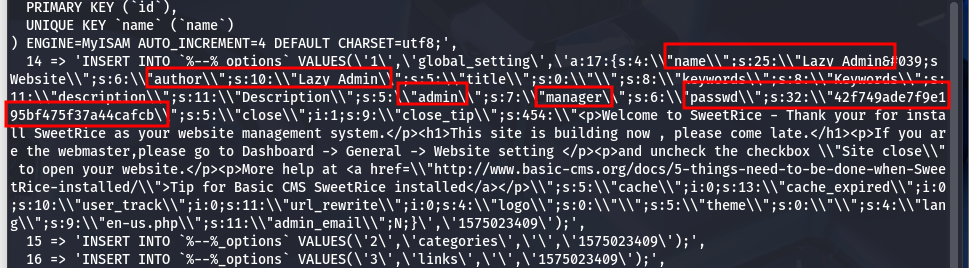 PRIMARY KEY (`id`),
UNIQUE KEY `name` (`name`)
) ENGINE=MyISAM AUTO_INCREMENT=4 DEFAULT CHARSET=utf8;',
14 => 'INSERT INTO `%--%_options` VALUES(\'1\',\'global_setting\',\'a:17:{s:4:\\"name\\";s:25:\\"Lazy Admin&#039;s
Website\\";s:6:\\"author\\";s:10:\\"Lazy Admin\\";s:5:\\"title\\";s:0:\\"\\";s:8:\\"keywords\\";s:8:\\"Keywords\\";s:
11:\\"description\\";s:11:\\"Description\\";s:5:\\"admin\\";s:7:\\"manager\\";s:6:\\"passwd\\";s:32:\\"42f749ade7f9e1
95bf475f37a44cafcb\\";s:5:\\"close\\";i:1;s:9:\\"close_tip\\";s:454:\\"<p>Welcome to SweetRice - Thank your for insta
ll SweetRice as your website management system.</p><h1>This site is building now , please come late.</h1><p>If you ar
e the webmaster,please go to Dashboard -> General -> Website setting </p><p>and uncheck the checkbox \\"Site close\\"
to open your website.</p><p>More help at <a href=\\"http://www.basic-cms.org/docs/5-things-need-to-be-done-when-Swee
tRice-installed/\\">Tip for Basic CMS SweetRice installed</a></p>\\";s:5:\\"cache\\";i:0;s:13:\\"cache_expired\\";i:0
;s:10:\\"user_track\\";i:0;s:11:\\"url_rewrite\\";i:0;s:4:\\"logo\\";s:0:\\"\\";s:5:\\"theme\\";s:0:\\"\\";s:4:\\"lan
g\\";s:9:\\"en-us.php\\";s:11:\\"admin_email\\";N;}\',\'1575023409\');',
15 => 'INSERT INTO `%--%_options` VALUES(\'2\',\'categories\',\'\',\'1575023409\');',
16 => 'INSERT INTO `%--%_options` VALUES(\'3\',\'links\',\'\',\'1575023409\');',